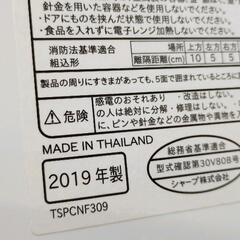 針金を用いた容器など)を使用しないでください。
・ドアにものを挟んだ状態で使用しないでください。
・食品を入れずに電子レンジ加熱しないでください。
消防法基準適合 場所 上方 左方 右方
組込形 離隔距離(cm) 10 5 5
製品の周りにすきまがあっても、5面で囲まれているところに
危険
感電のおそれあり ・改造はしない。
・人は絶対に分解・修理し
に、ピンや針金などの金属
MADE IN THAILAND
2019年製
TSPCNF309
総務省基準適合
型式確認第30V80B号
シャープ株式会社